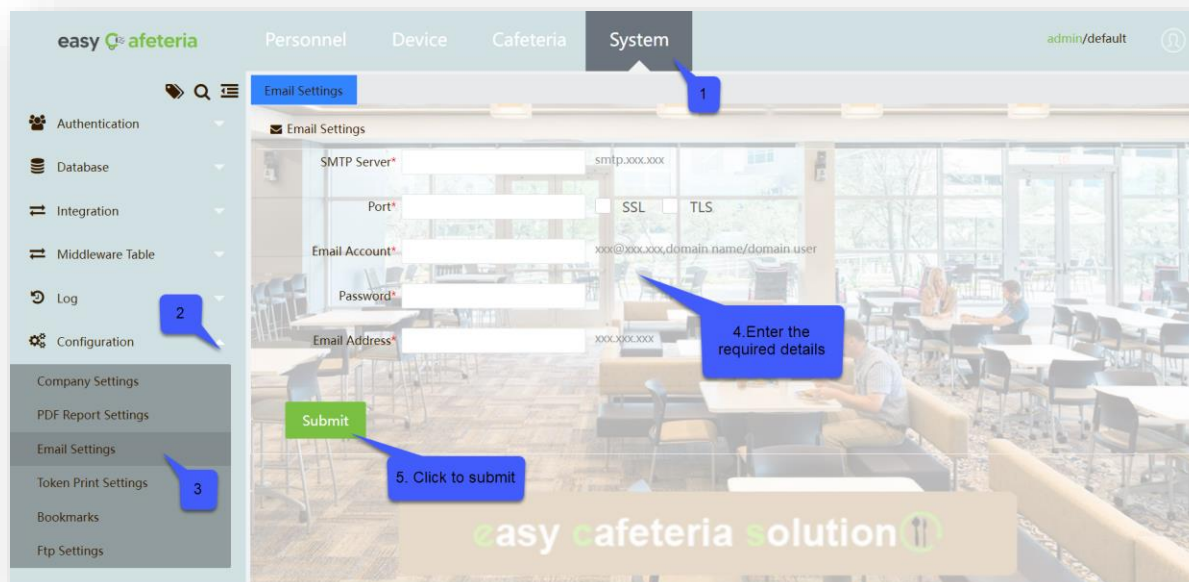 easy Cafeteria
Personnel Device Cafeteria System
admin/default
1
Email Settings
Authentication
Email Settings
SMTP Server* smtp.xxx.xxx
Database
Port* SSL TLS
Integration
Email Account* xxx@xxx.xxx,domain name/domain user
Middleware Table
Password*
Log
2
4.Enter the
required details
Configuration
Email Address* xxx.xxx.xxx
Company Settings
PDF Report Settings
Submit
Email Settings
5. Click to submit
Token Print Settings
3
Bookmarks
easy cafeteria solution
Ftp Settings